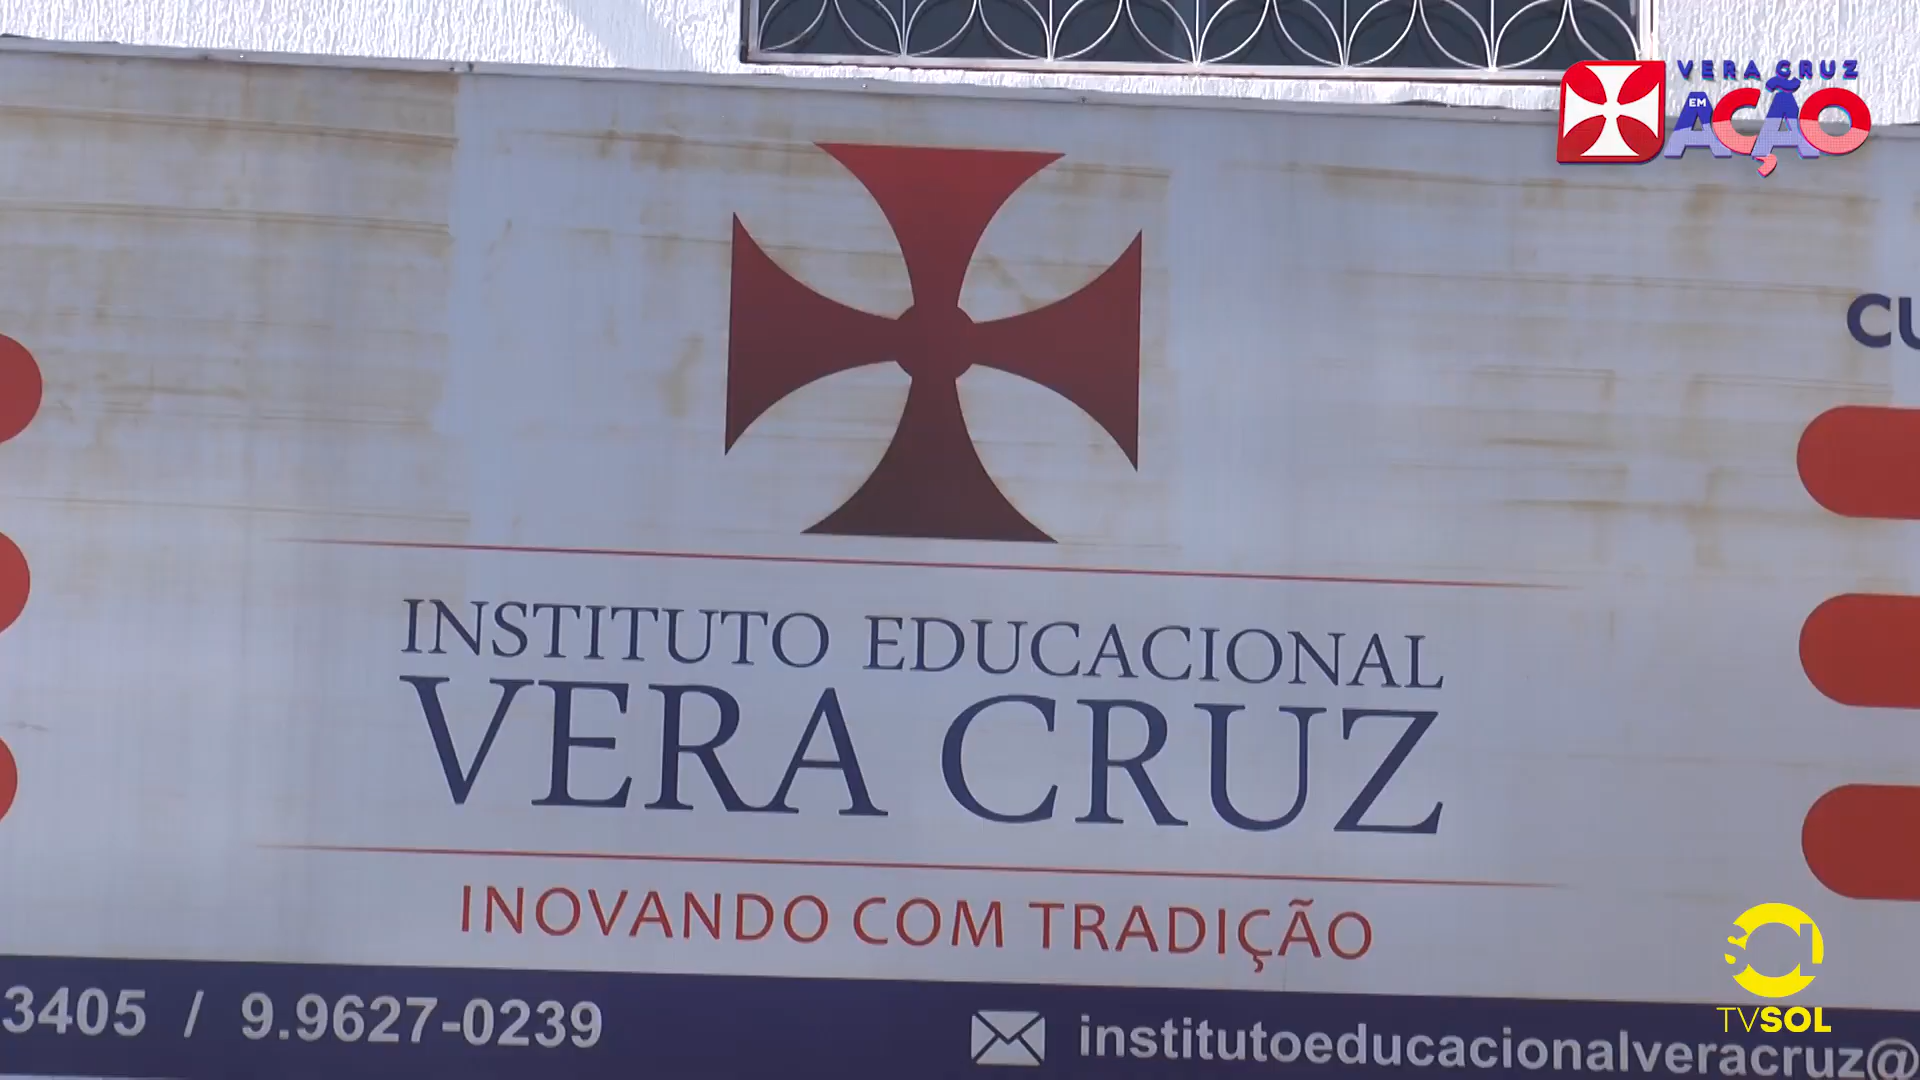 VERA CRUZ
EM
AÇÃO
CU
INSTITUTO EDUCACIONAL
VERA CRUZ
INOVANDO COM TRADIÇÃO
3405 / 9.9627-0239
institutoeducacionalveracruz@
TVSOL